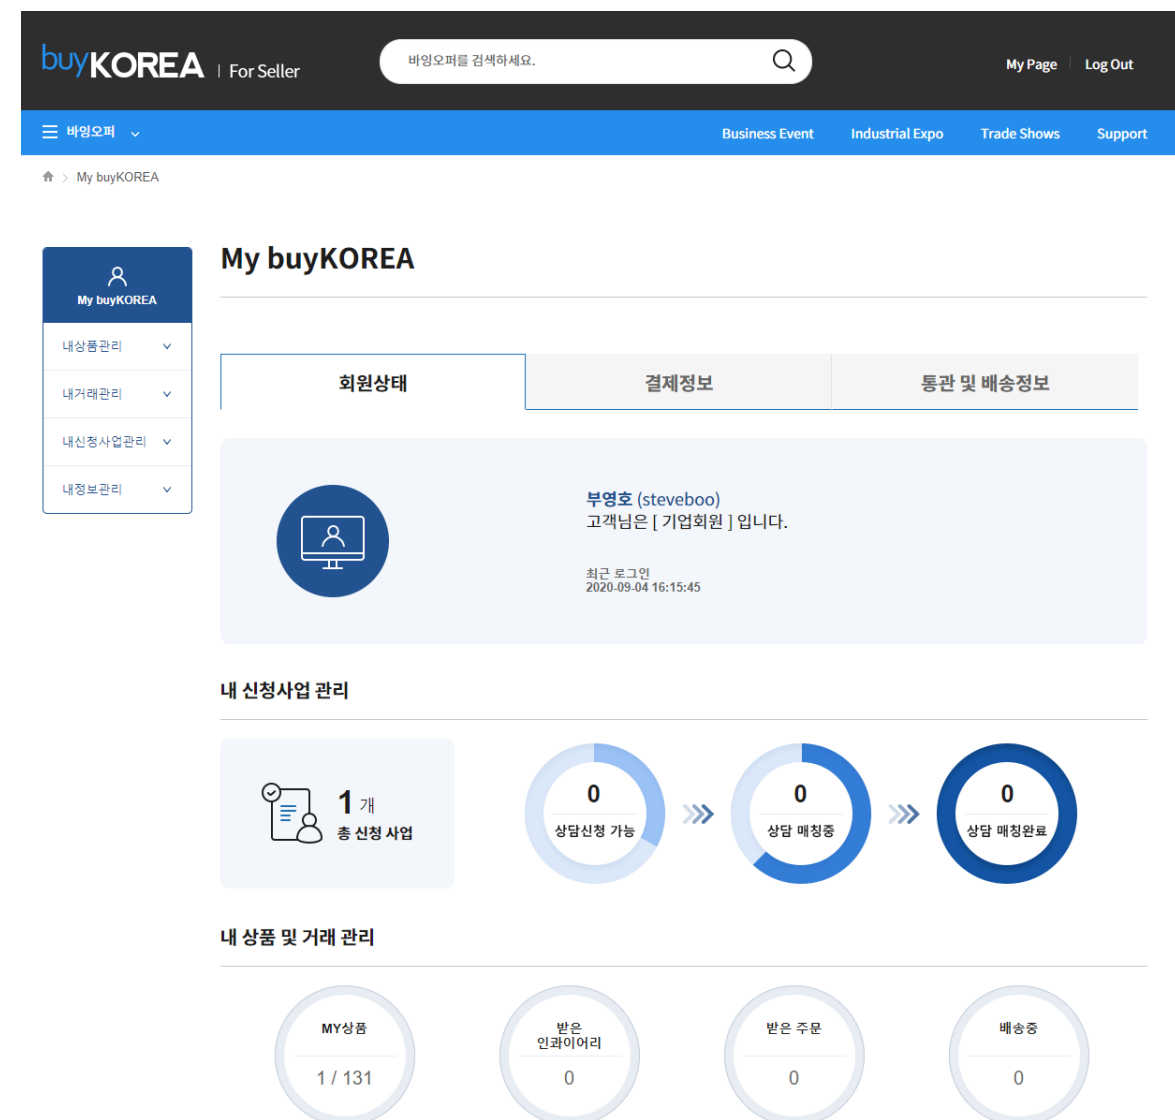 buyKOREA | For Seller
바잉오퍼를 검색하세요.
My Page | Log Out
바잉오퍼
Business Event
Industrial Expo
Trade Shows
Support
> My buyKOREA
My buyKOREA
내상품관리
내거래관리
내신청사업관리
내정보관리
My buyKOREA
회원상태
결제정보
통관 및 배송정보
부영호 (steveboo)
고객님은 [ 기업회원 ] 입니다.
최근 로그인
2020-09-04 16:15:45
내 신청사업 관리
1 개
총 신청 사업
0
상담신청 가능
0
상담 매칭중
0
상담 매칭완료
내 상품 및 거래 관리
MY상품
1 / 131
받은
인콰이어리
0
받은 주문
0
배송중
0